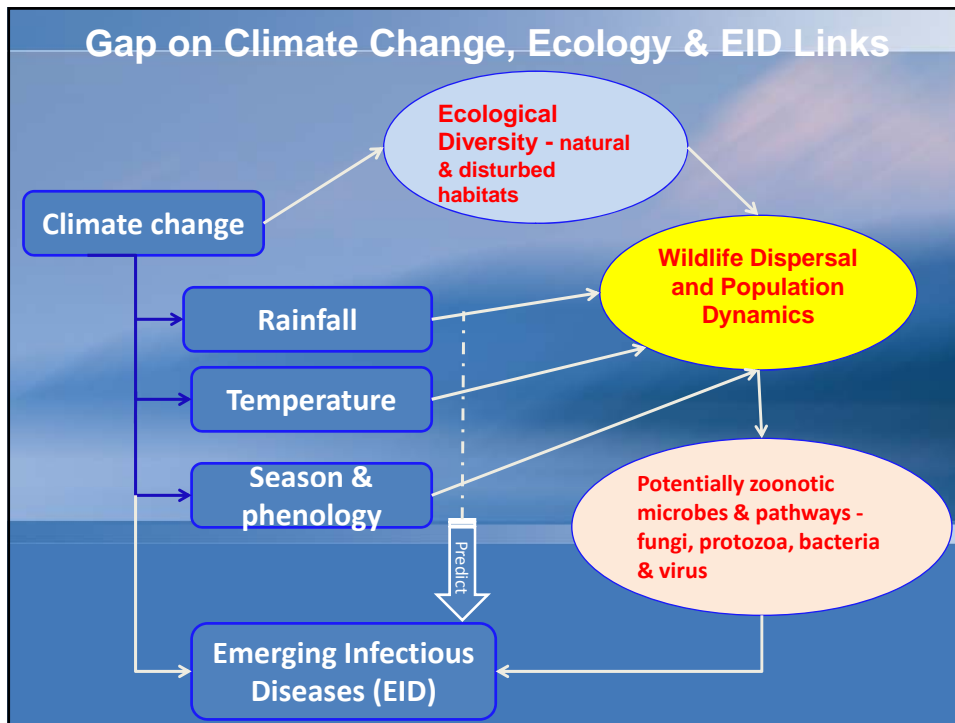 Gap on Climate Change, Ecology & EID Links
Ecological
Diversity - natural
& disturbed
habitats
Climate change
Wildlife Dispersal
and Population
Dynamics
Rainfall
Temperature
Season &
phenology
Potentially zoonotic
microbes & pathways -
fungi, protozoa, bacteria
& virus
Predict
Emerging Infectious
Diseases (EID)